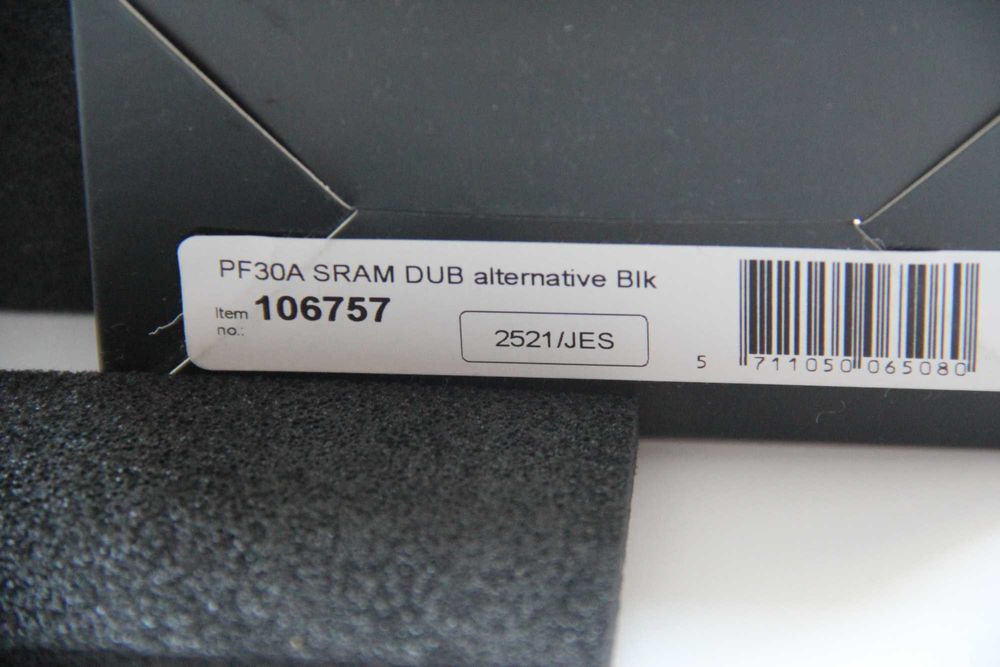 PF30A SRAM DUB alternative Blk
Item no.: 106757
2521/JES
5 711050 065080